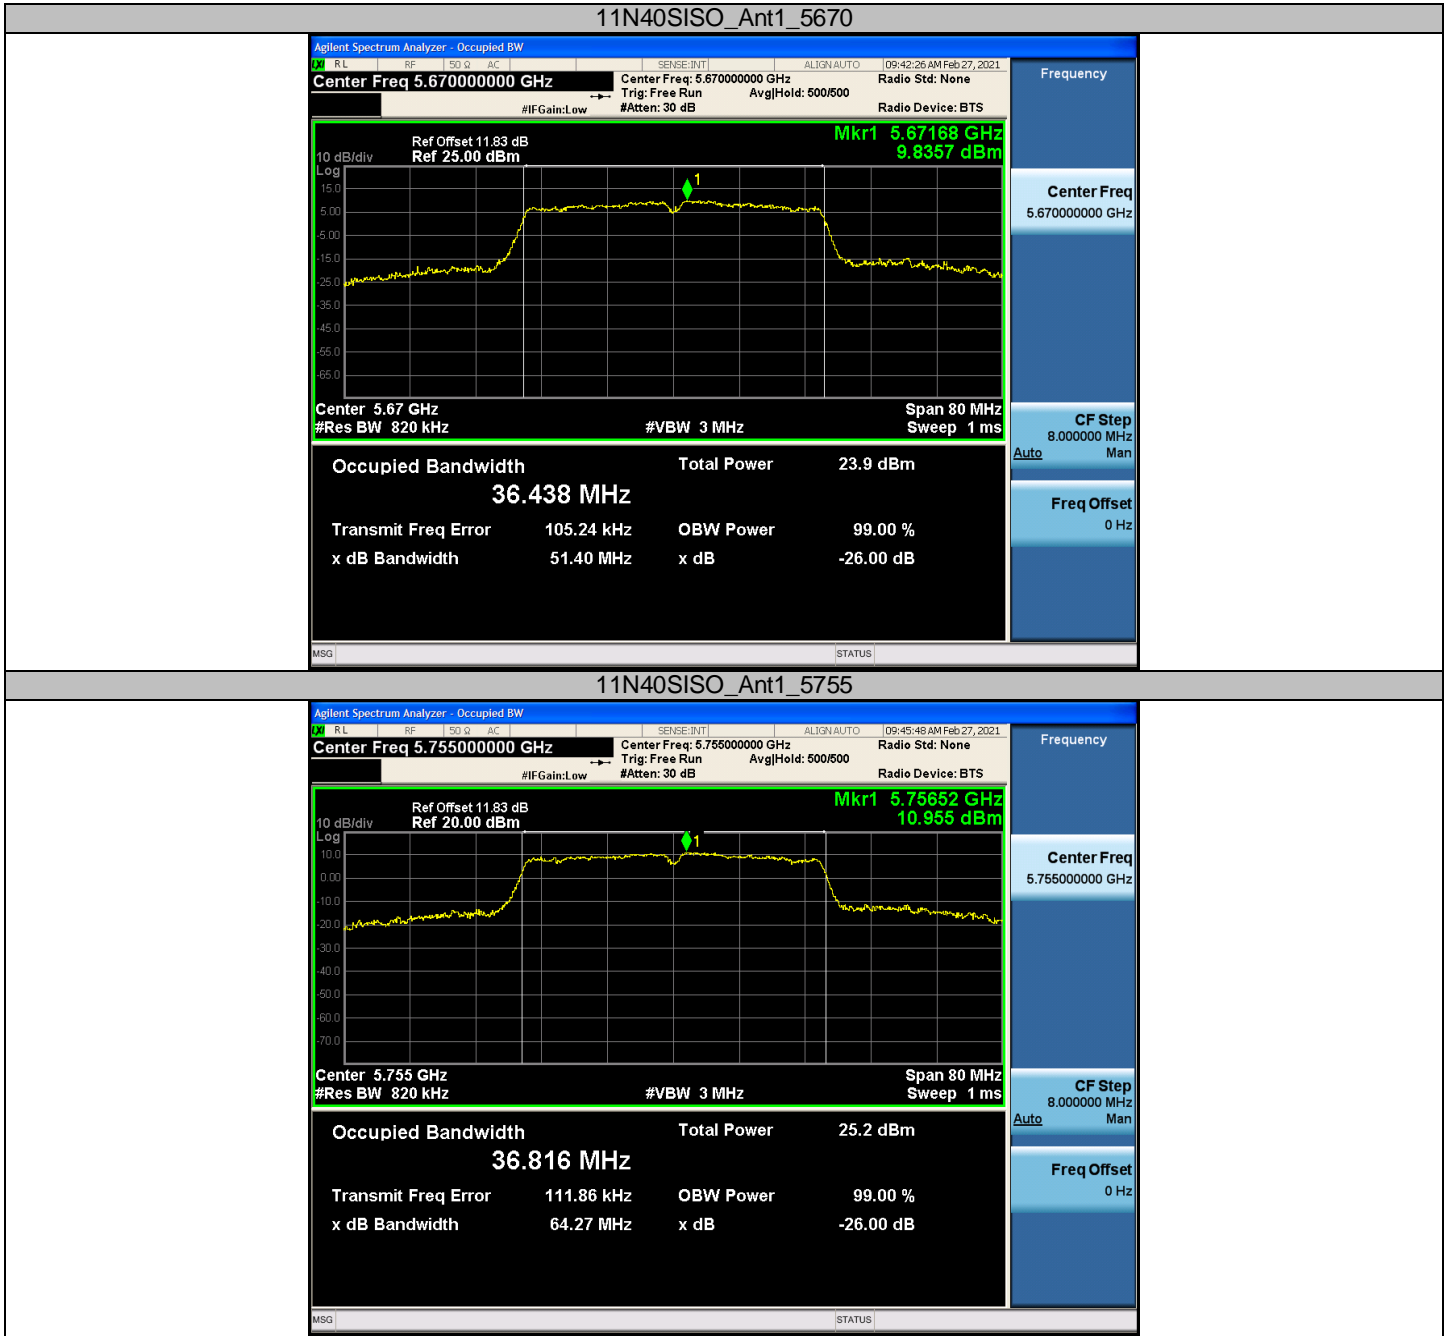 11N40SISO_Ant1_5670
Agilent Spectrum Analyzer - Occupied BW
LXI RL RF 50 Ω AC SENSE:INT ALIGN AUTO 09:42:26 AM Feb 27, 2021
Center Freq 5.670000000 GHz
Center Freq: 5.670000000 GHz
Radio Std: None
Trig: Free Run Avg|Hold: 500/500
#IFGain:Low #Atten: 30 dB Radio Device: BTS
Frequency
Mkr1 5.67168 GHz
9.8357 dBm
Ref Offset 11.83 dB
10 dB/div Ref 25.00 dBm
Log
15.0
5.00
-5.00
-15.0
-25.0
-35.0
-45.0
-55.0
-65.0
1
Center 5.67 GHz Span 80 MHz
#Res BW 820 kHz #VBW 3 MHz Sweep 1 ms
Center Freq
5.670000000 GHz
CF Step
8.000000 MHz
Auto Man
Freq Offset
0 Hz
Occupied Bandwidth Total Power 23.9 dBm
36.438 MHz
Transmit Freq Error 105.24 kHz OBW Power 99.00 %
x dB Bandwidth 51.40 MHz x dB -26.00 dB
MSG STATUS
11N40SISO_Ant1_5755
Agilent Spectrum Analyzer - Occupied BW
LXI RL RF 50 Ω AC SENSE:INT ALIGN AUTO 09:45:48 AM Feb 27, 2021
Center Freq 5.755000000 GHz
Center Freq: 5.755000000 GHz
Radio Std: None
Trig: Free Run Avg|Hold: 500/500
#IFGain:Low #Atten: 30 dB Radio Device: BTS
Frequency
Mkr1 5.75652 GHz
10.955 dBm
Ref Offset 11.83 dB
10 dB/div Ref 20.00 dBm
Log
10.0
0.00
-10.0
-20.0
-30.0
-40.0
-50.0
-60.0
-70.0
1
Center 5.755 GHz Span 80 MHz
#Res BW 820 kHz #VBW 3 MHz Sweep 1 ms
Center Freq
5.755000000 GHz
CF Step
8.000000 MHz
Auto Man
Freq Offset
0 Hz
Occupied Bandwidth Total Power 25.2 dBm
36.816 MHz
Transmit Freq Error 111.86 kHz OBW Power 99.00 %
x dB Bandwidth 64.27 MHz x dB -26.00 dB
MSG STATUS